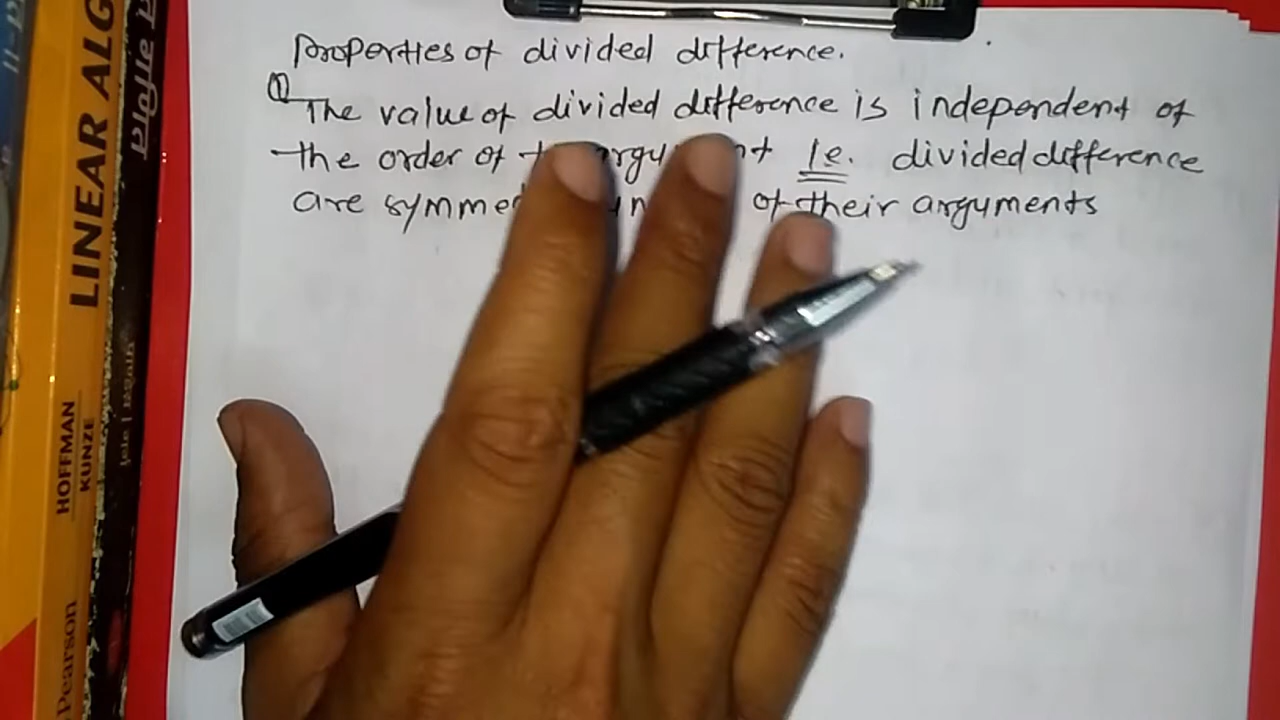 Properties of divided difference.
①
The value of divided difference is independent of
the order of ie. divided difference
are of their arguments
LINEAR ALG
HOFFMAN
KUNZE
Pearson